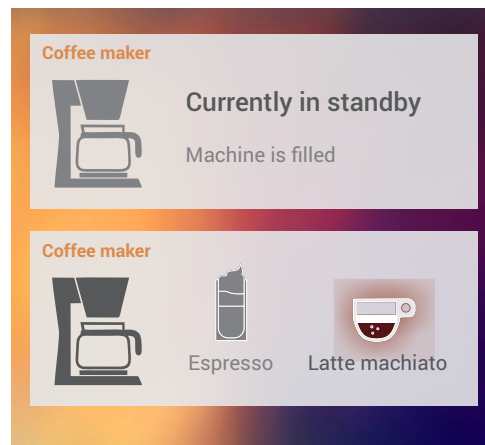 Coffee maker
Currently in standby
Machine is filled
Coffee maker
Espresso
Latte machiato